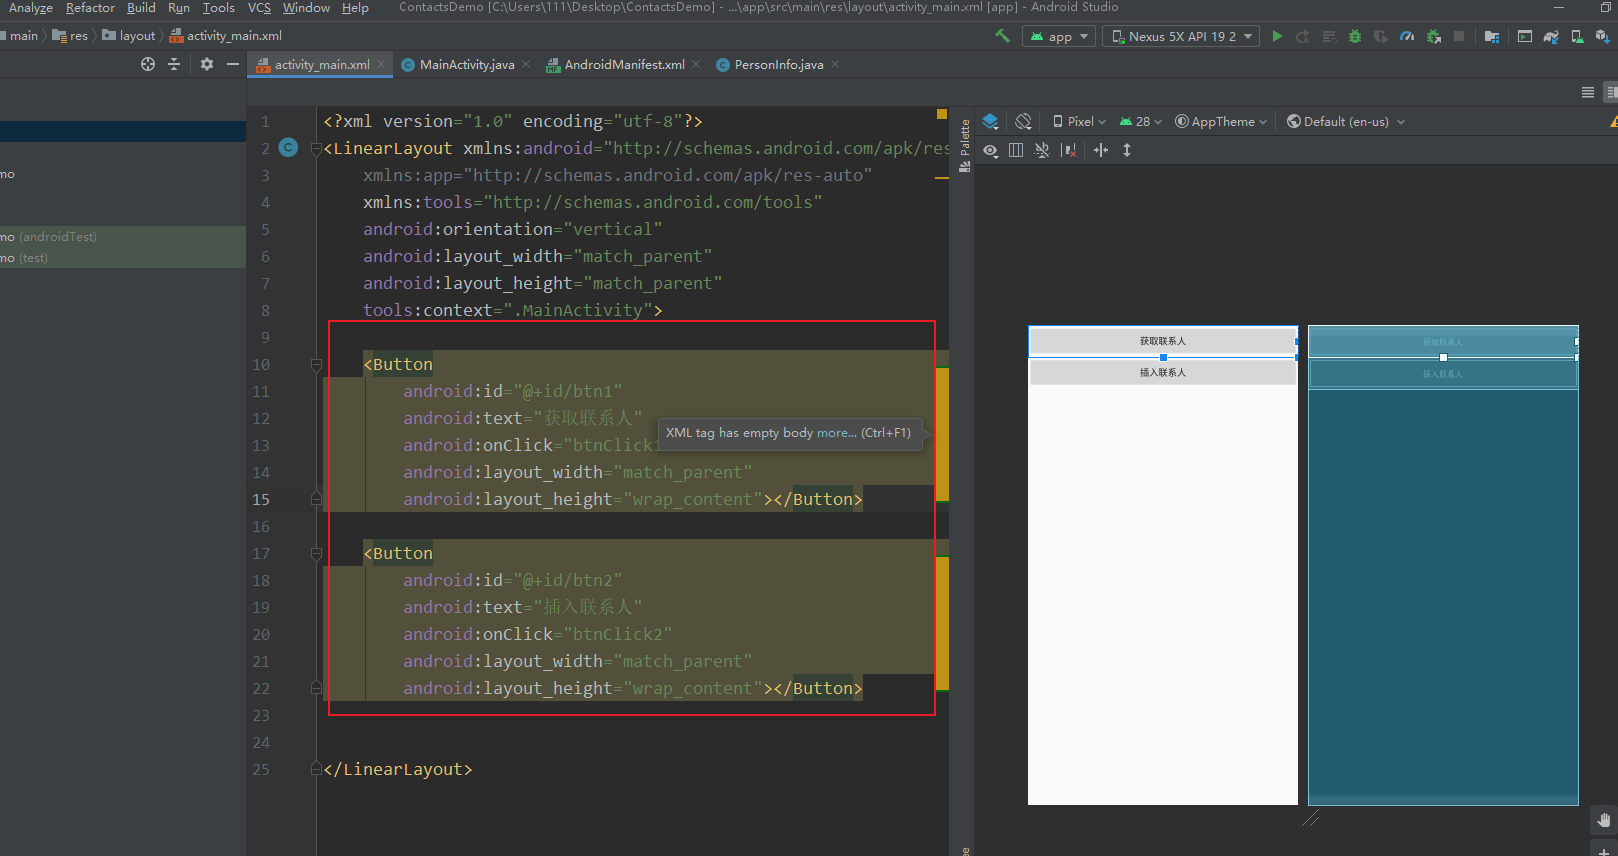 Analyze Refactor Build Run Tools VCS Window Help ContactsDemo [C:\Users\111\Desktop\ContactsDemo] - ...\app\src\main\res\layout\activity_main.xml [app] - Android Studio
main res layout activity_main.xml app Nexus 5X API 19 2
activity_main.xml MainActivity.java AndroidManifest.xml PersonInfo.java
mo
mo (androidTest)
mo (test)
1 <?xml version="1.0" encoding="utf-8"?>
2 <LinearLayout xmlns:android="http://schemas.android.com/apk/res
3 xmlns:app="http://schemas.android.com/apk/res-auto"
4 xmlns:tools="http://schemas.android.com/tools"
5 android:orientation="vertical"
6 android:layout_width="match_parent"
7 android:layout_height="match_parent"
8 tools:context=".MainActivity">
9
10 <Button
11 android:id="@+id/btn1"
12 android:text="获取联系人"
13 android:onClick="btnClick1
XML tag has empty body more... (Ctrl+F1)
14 android:layout_width="match_parent"
15 android:layout_height="wrap_content"></Button>
16
17 <Button
18 android:id="@+id/btn2"
19 android:text="插入联系人"
20 android:onClick="btnClick2"
21 android:layout_width="match_parent"
22 android:layout_height="wrap_content"></Button>
23
24
25 </LinearLayout>
Palette
Pixel 28 AppTheme Default (en-us)
获取联系人
插入联系人
获取联系人
插入联系人
ee